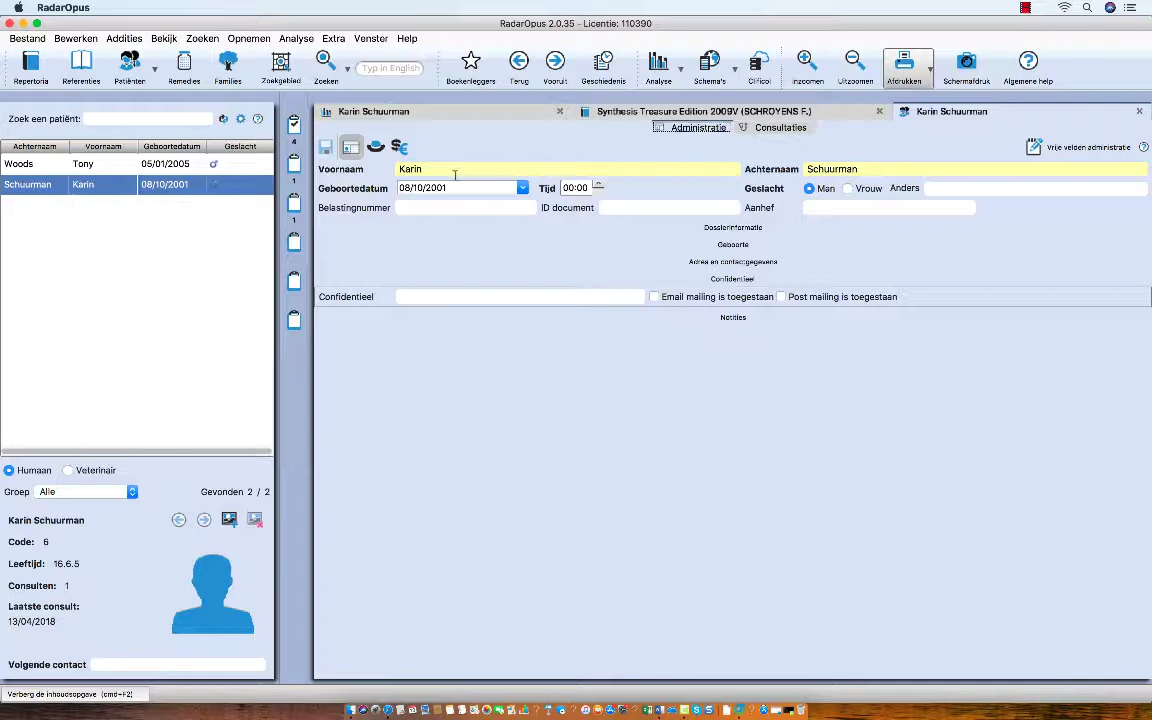 RadarOpus
RadarOpus 2.0.35 - Licentie: 110390
Bestand Bewerken Addities Bekijk Zoeken Opnemen Analyse Extra Venster Help
Typ in English
Repertoria Referenties Patiënten Remedies Families Zoekgebied Zoeken Boekenleggers Terug Vooruit Geschiedenis Analyse Schema's Clificol Inzoomen Uitzoomen Afdrukken Schermafdruk Algemene help
Karin Schuurman Synthesis Treasure Edition 2009V (SCHROYENS F.) Karin Schuurman
Zoek een patiënt:
Administratie Consultaties
Achternaam Voornaam Geboortedatum Geslacht
Vrije velden administratie
Woods Tony 05/01/2005
Schuurman Karin 08/10/2001
4
1
1
Voornaam Karin Achternaam Schuurman
Geboortedatum 08/10/2001 Tijd 00:00 Geslacht Man Vrouw Anders
Belastingnummer ID document Aanhef
Dossierinformatie
Geboorte
Adres en contactgegevens
Confidentieel
Confidentieel Email mailing is toegestaan Post mailing is toegestaan
Notities
Humaan Veterinair
Groep Alle Gevonden 2 / 2
Karin Schuurman
Code: 6
Leeftijd: 16.6.5
Consulten: 1
Laatste consult:
13/04/2018
Volgende contact
Verberg de inhoudsopgave (cmd+F2)